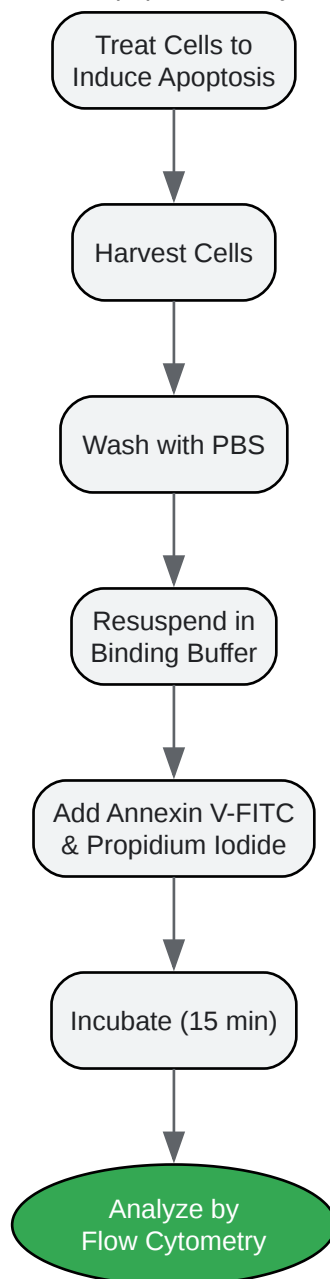 Treat Cells to
Induce Apoptosis
Harvest Cells
Wash with PBS
Resuspend in
Binding Buffer
Add Annexin V-FITC
& Propidium Iodide
Incubate (15 min)
Analyze by
Flow Cytometry